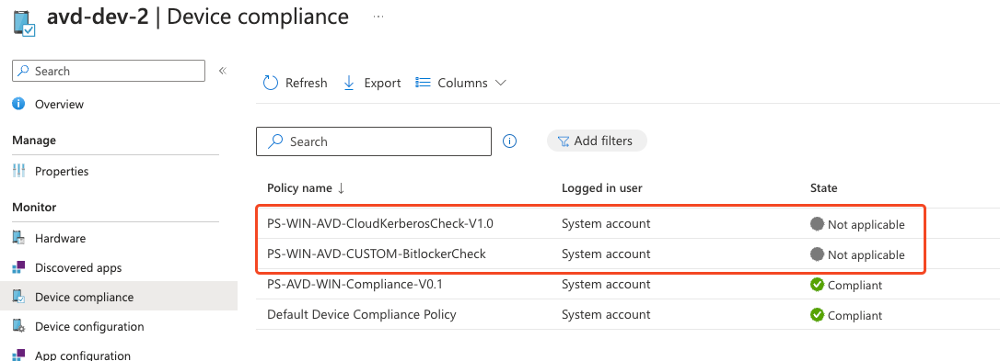 avd-dev-2 | Device compliance ...
Search «
Overview
Manage
Properties
Monitor
Hardware
Discovered apps
Device compliance
Device configuration
App configuration
Refresh Export Columns
Search Add filters
Policy name ↓ Logged in user State
PS-WIN-AVD-CloudKerberosCheck-V1.0 System account Not applicable
PS-WIN-AVD-CUSTOM-BitlockerCheck System account Not applicable
PS-AVD-WIN-Compliance-V0.1 System account Compliant
Default Device Compliance Policy System account Compliant